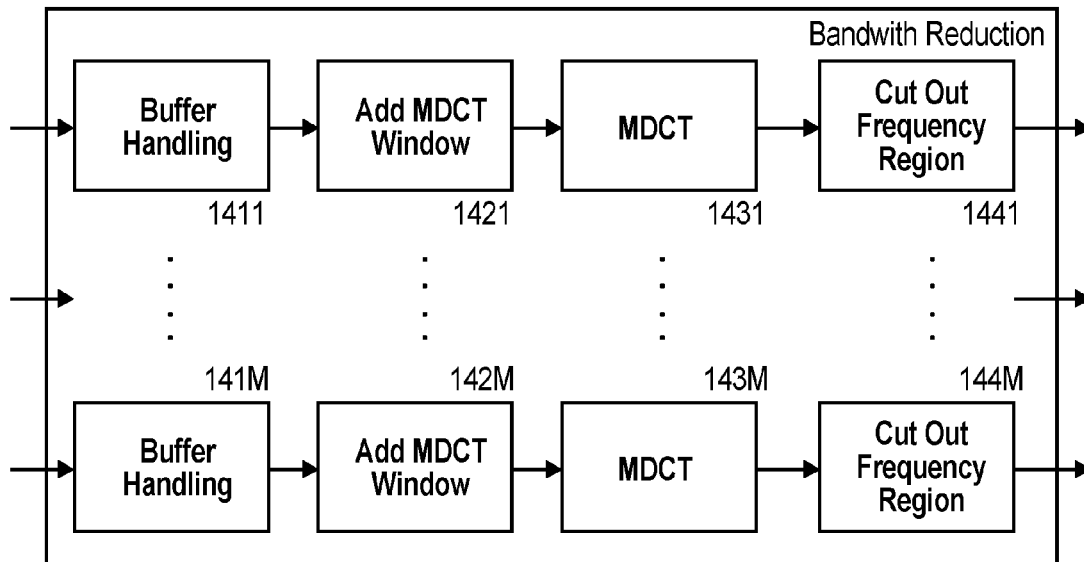 Bandwith Reduction
Buffer
Handling
Add MDCT
Window
MDCT
Cut Out
Frequency
Region
1411
1421
1431
1441
141M
142M
143M
144M
Buffer
Handling
Add MDCT
Window
MDCT
Cut Out
Frequency
Region